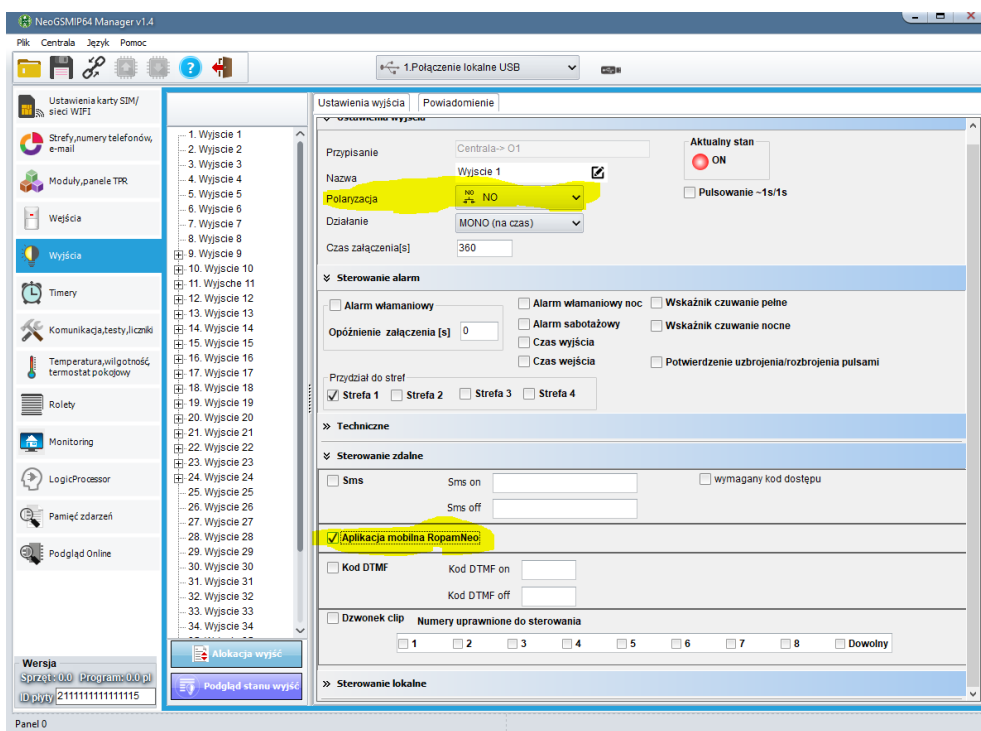 NeoGSMIP64 Manager v1.4
Plik Centrala Język Pomoc
1.Połączenie lokalne USB
Ustawienia karty SIM/
sieci WIFI
Strefy,numery telefonów,
e-mail
Moduły,panele TPR
Wejścia
Wyjścia
Timery
Komunikacja,testy,liczniki
Temperatura,wilgotność,
termostat pokojowy
Rolety
Monitoring
LogicProcessor
Pamięć zdarzeń
Podgląd Online
Wersja
Sprzęt: 0.0 Program: 0.0 pl
ID płyty 211111111111115
1. Wyjscie 1
2. Wyjscie 2
3. Wyjscie 3
4. Wyjscie 4
5. Wyjscie 5
6. Wyjscie 6
7. Wyjscie 7
8. Wyjscie 8
9. Wyjscie 9
10. Wyjscie 10
11. Wyjsche 11
12. Wyjscie 12
13. Wyjscie 13
14. Wyjscie 14
15. Wyjscie 15
16. Wyjscie 16
17. Wyjscie 17
18. Wyjscie 18
19. Wyjscie 19
20. Wyjscie 20
21. Wyjscie 21
22. Wyjscie 22
23. Wyjscie 23
24. Wyjscie 24
25. Wyjscie 25
26. Wyjscie 26
27. Wyjscie 27
28. Wyjscie 28
29. Wyjscie 29
30. Wyjscie 30
31. Wyjscie 31
32. Wyjscie 32
33. Wyjscie 33
34. Wyjscie 34
Alokacja wyjść
Podgląd stanu wyjść
Ustawienia wyjścia Powiadomienie
Ustawienia wyjścia
Przypisanie Centrala-> O1
Nazwa Wyjscie 1
Polaryzacja NO NO
Działanie MONO (na czas)
Czas załączenia[s] 360
Aktualny stan
ON
Pulsowanie ~1s/1s
Sterowanie alarm
Alarm włamaniowy
Opóźnienie załączenia [s] 0
Alarm włamaniowy noc
Alarm sabotażowy
Czas wyjścia
Czas wejścia
Wskaźnik czuwanie pełne
Wskaźnik czuwanie nocne
Potwierdzenie uzbrojenia/rozbrojenia pulsami
Przydział do stref
Strefa 1 Strefa 2 Strefa 3 Strefa 4
Techniczne
Sterowanie zdalne
Sms Sms on wymagany kod dostępu
Sms off
Aplikacja mobilna RopamNeo
Kod DTMF Kod DTMF on
Kod DTMF off
Dzwonek clip Numery uprawnione do sterowania
1 2 3 4 5 6 7 8 Dowolny
Sterowanie lokalne
Panel 0